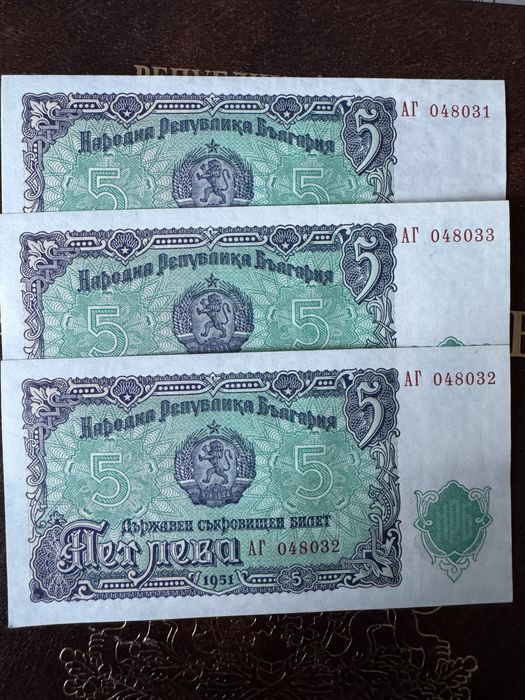 РЕПУБЛИК
5 АГ 048031
Народна Република България
5 5
5 АГ 048033
Народна Република България
5 5
5 АГ 048032
Народна Република България
5 5
Държавен съкровищен билет
Пет лева АГ 048032
1951 5